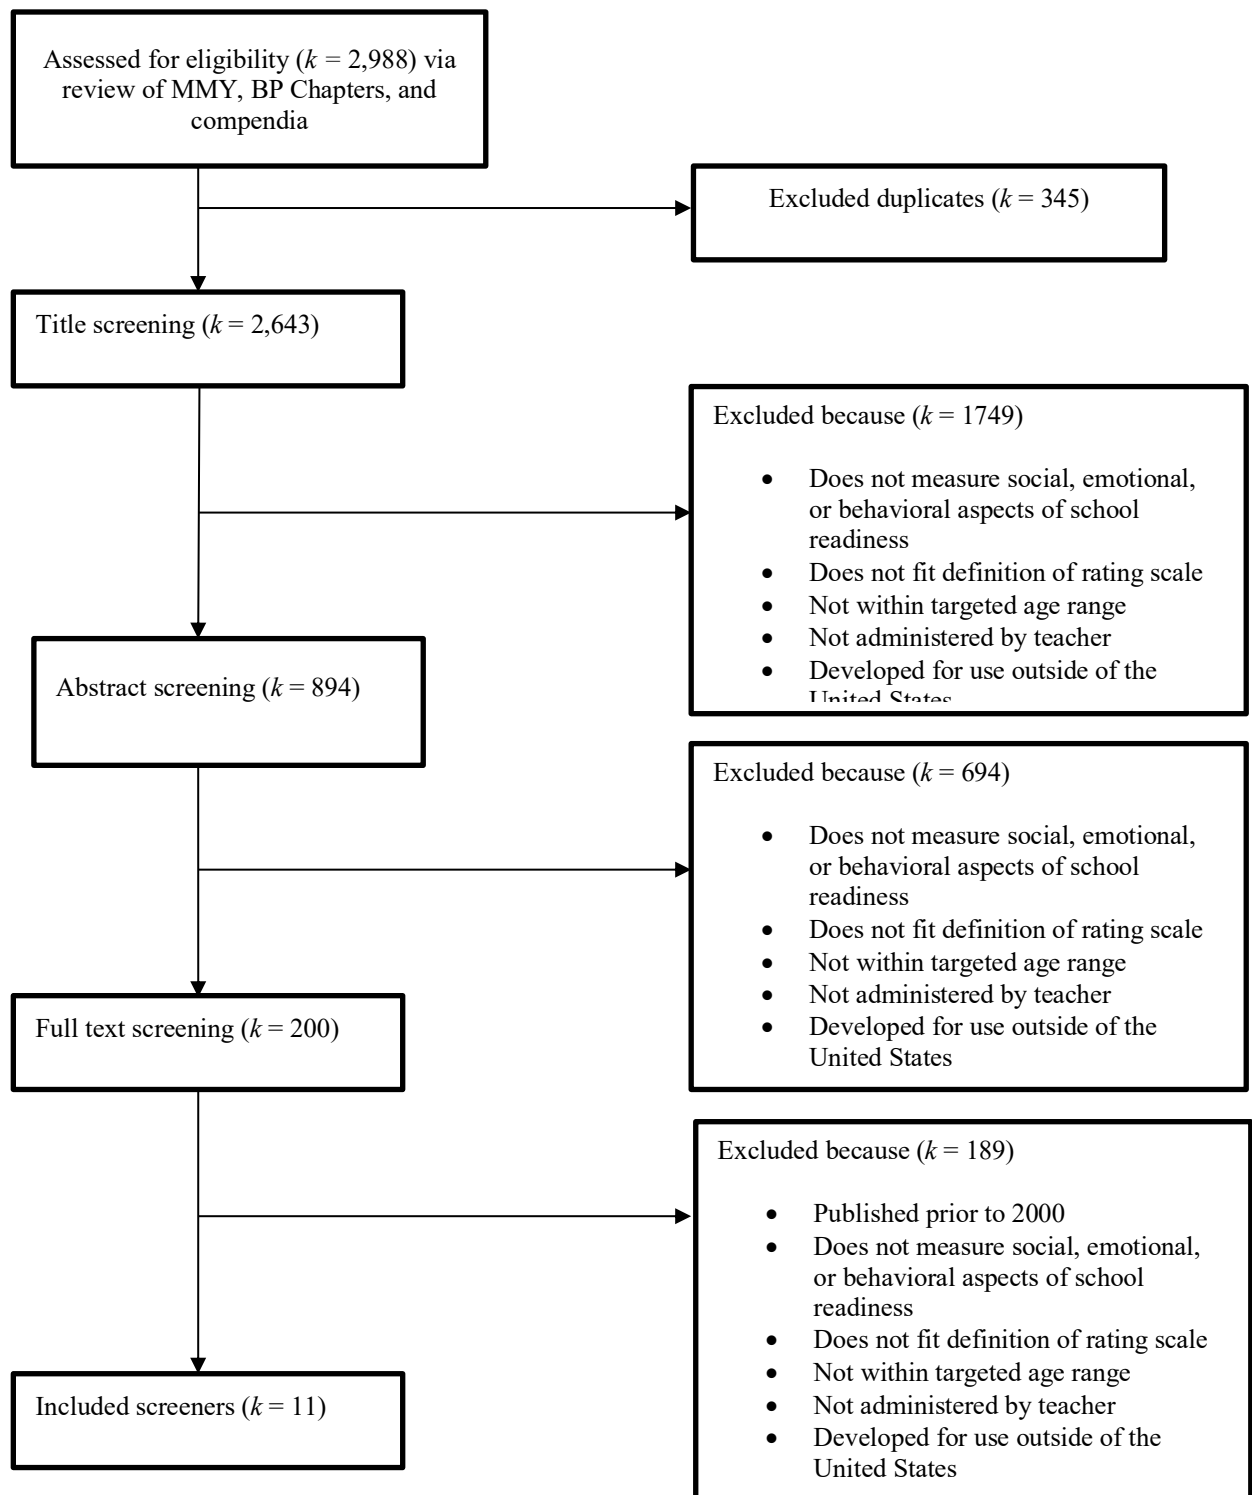 Assessed for eligibility (k = 2,988) via
review of MMY, BP Chapters, and
compendia
Excluded duplicates (k = 345)
Title screening (k = 2,643)
Excluded because (k = 1749)
• Does not measure social, emotional,
or behavioral aspects of school
readiness
• Does not fit definition of rating scale
• Not within targeted age range
• Not administered by teacher
• Developed for use outside of the
United States
Abstract screening (k = 894)
Excluded because (k = 694)
• Does not measure social, emotional,
or behavioral aspects of school
readiness
• Does not fit definition of rating scale
• Not within targeted age range
• Not administered by teacher
• Developed for use outside of the
United States
Full text screening (k = 200)
Excluded because (k = 189)
• Published prior to 2000
• Does not measure social, emotional,
or behavioral aspects of school
readiness
• Does not fit definition of rating scale
• Not within targeted age range
• Not administered by teacher
• Developed for use outside of the
United States
Included screeners (k = 11)